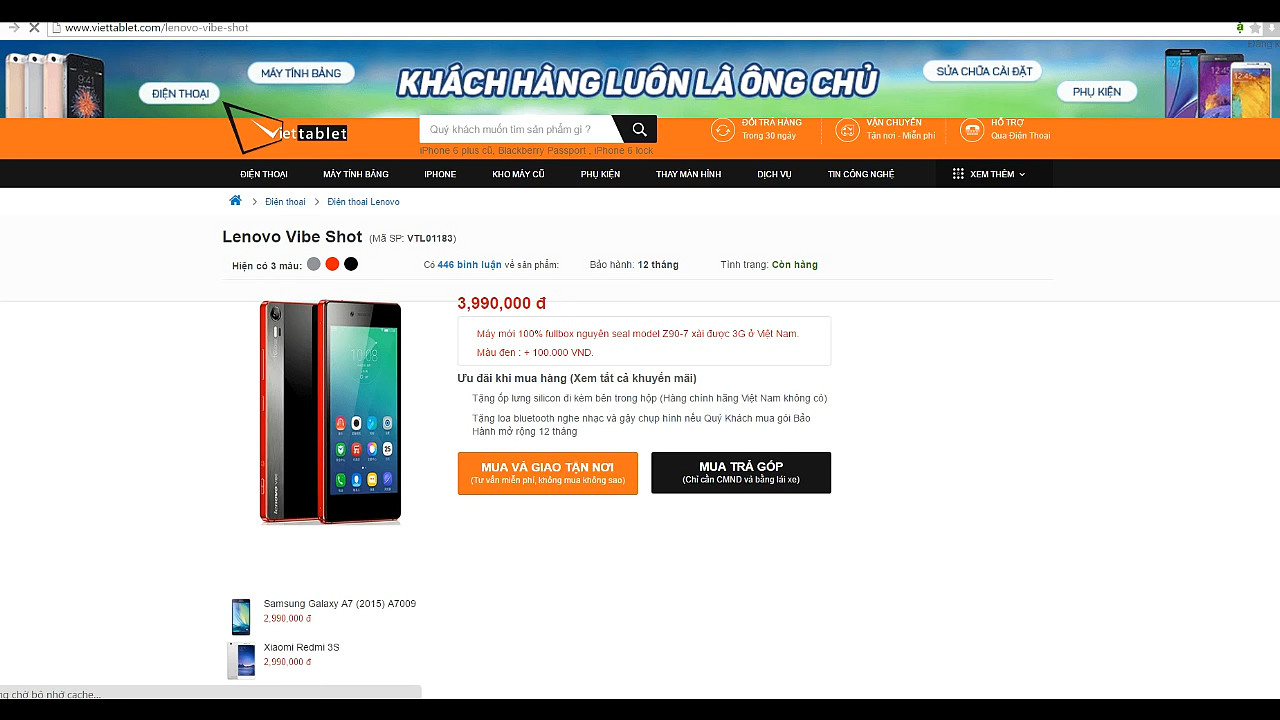 www.viettablet.com/lenovo-vibe-shot
MÁY TÍNH BẢNG
ĐIỆN THOẠI
KHÁCH HÀNG LUÔN LÀ ÔNG CHỦ
SỬA CHỮA CÀI ĐẶT
PHỤ KIỆN
Viettablet
Quý khách muốn tìm sản phẩm gì ?
iPhone 6 plus cũ, Blackberry Passport , iPhone 6 lock
ĐỔI TRẢ HÀNG
Trong 30 ngày
VẬN CHUYỂN
Tận nơi - Miễn phí
HỖ TRỢ
Qua Điện Thoại
ĐIỆN THOẠI MÁY TÍNH BẢNG IPHONE KHO MÁY CŨ PHỤ KIỆN THAY MÀN HÌNH DỊCH VỤ TIN CÔNG NGHỆ XEM THÊM
Điện thoại > Điện thoại Lenovo
Lenovo Vibe Shot (Mã SP: VTL01183)
Hiện có 3 màu: Có 446 bình luận về sản phẩm: Bảo hành: 12 tháng Tình trạng: Còn hàng
3,990,000 đ
Máy mới 100% fullbox nguyên seal model Z90-7 xài được 3G ở Việt Nam.
Màu đen : + 100.000 VND.
Ưu đãi khi mua hàng (Xem tất cả khuyến mãi)
Tặng ốp lưng silicon đi kèm bên trong hộp (Hàng chính hãng Việt Nam không có)
Tặng loa bluetooth nghe nhạc và gậy chụp hình nếu Quý Khách mua gói Bảo
Hành mở rộng 12 tháng
MUA VÀ GIAO TẬN NƠI
(Tư vấn miễn phí, không mua không sao)
MUA TRẢ GÓP
(Chỉ cần CMND và bằng lái xe)
Samsung Galaxy A7 (2015) A7009
2,990,000 đ
Xiaomi Redmi 3S
2,990,000 đ
ng chờ bộ nhớ cache...